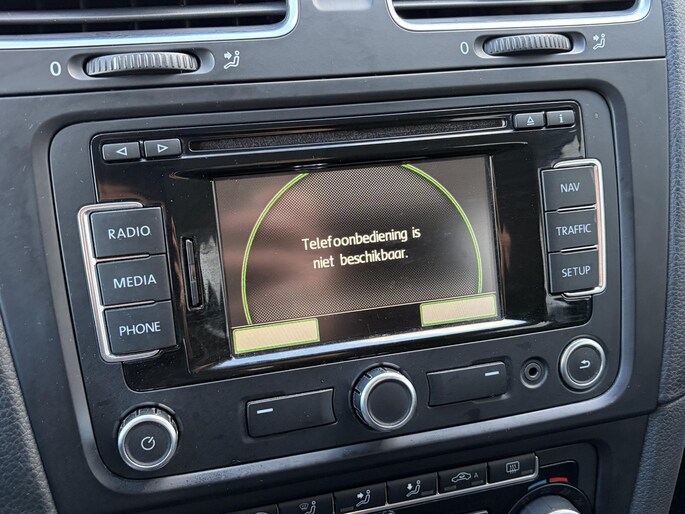 0
0
i
RADIO
MEDIA
PHONE
NAV
TRAFFIC
SETUP
Telefoonbediening is
niet beschikbaar.
A